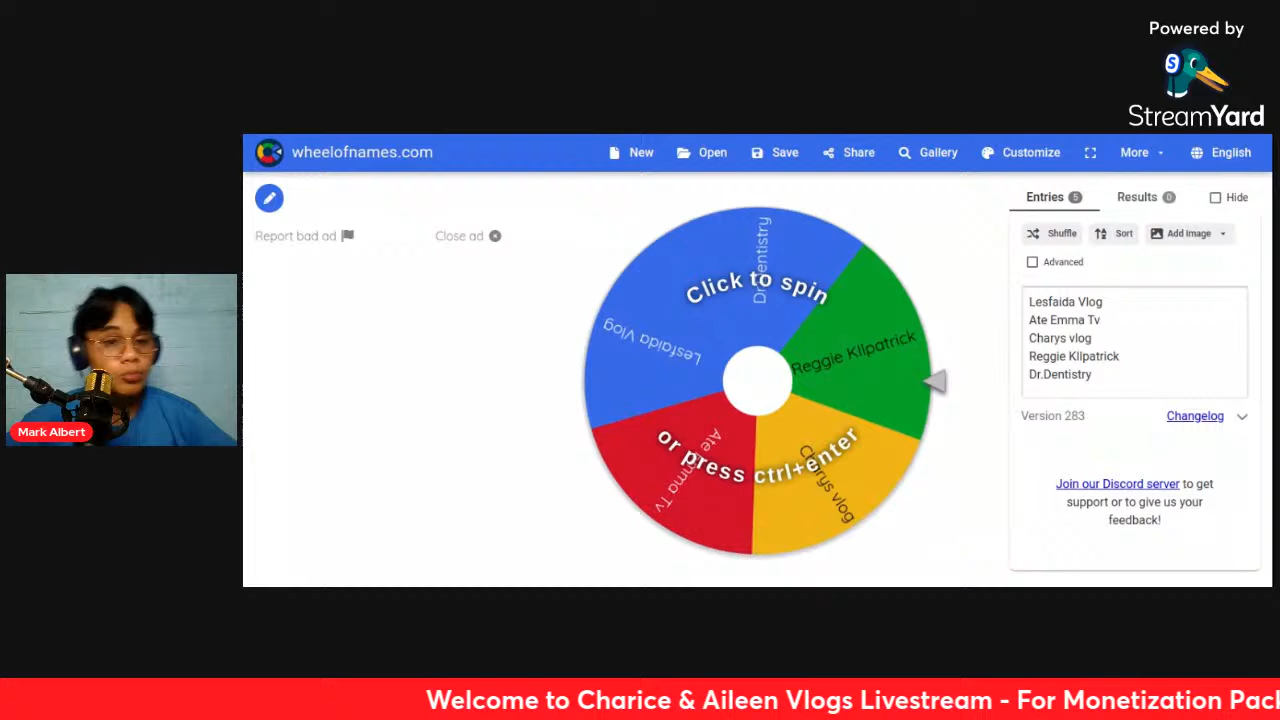 Powered by
StreamYard
wheelofnames.com
New
Open
Save
Share
Gallery
Customize
More
English
Report bad ad
Close ad
Entries 5
Results 0
Hide
Shuffle
Sort
Add image
Advanced
Lesfaida Vlog
Ate Emma Tv
Charys vlog
Reggie KIlpatrick
Dr.Dentistry
Version 283
Changelog
Join our Discord server to get
support or to give us your
feedback!
Dr.Dentistry
Click to spin
Lesfaida Vlog
Reggie KIlpatrick
or press ctrl+enter
Ate Emma Tv
Charys vlog
Mark Albert
Welcome to Charice & Aileen Vlogs Livestream - For Monetization Pac